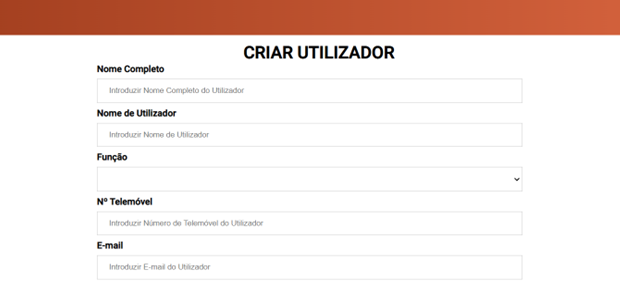 CRIAR UTILIZADOR
Nome Completo
Introduzir Nome Completo do Utilizador
Nome de Utilizador
Introduzir Nome de Utilizador
Função
Nº Telemóvel
Introduzir Número de Telemóvel do Utilizador
E-mail
Introduzir E-mail do Utilizador